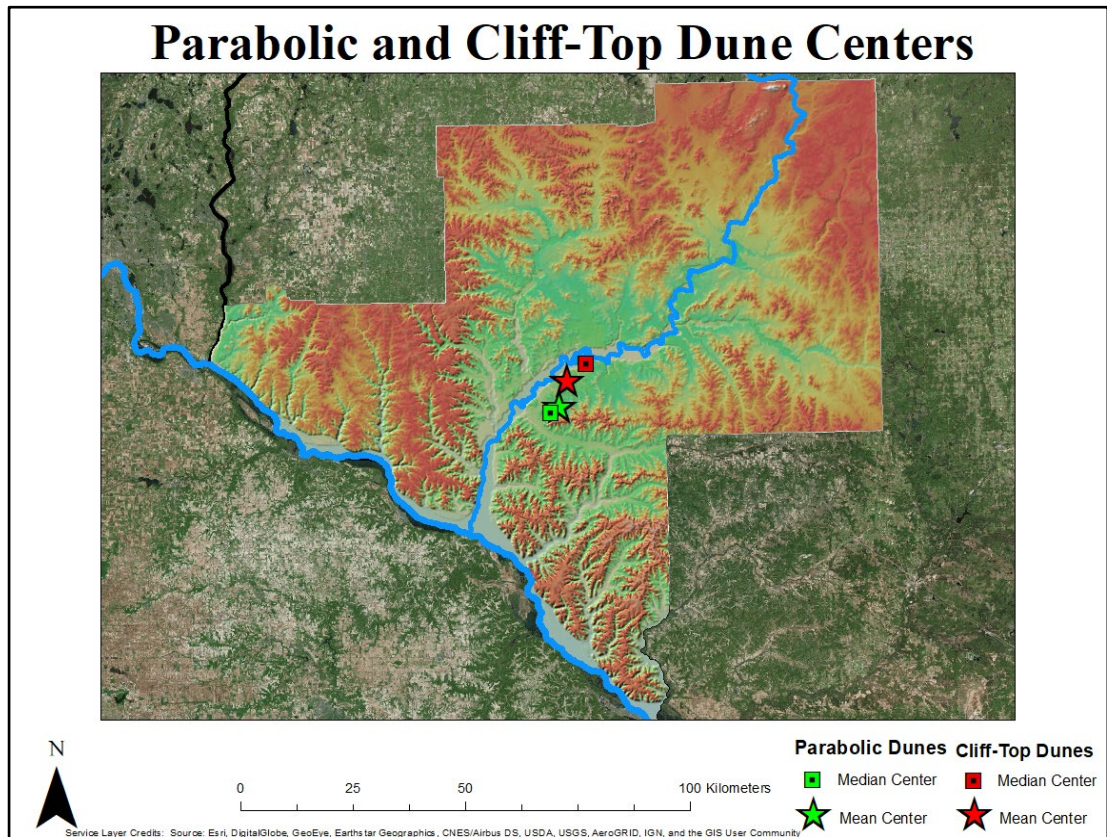 Parabolic and Cliff-Top Dune Centers
N
0 25 50 100 Kilometers
Parabolic Dunes Cliff-Top Dunes
Median Center Median Center
Mean Center Mean Center
Service Layer Credits: Source: Esri, DigitalGlobe, GeoEye, Earthstar Geographics, CNES/Airbus DS, USDA, USGS, AeroGRID, IGN, and the GIS User Community